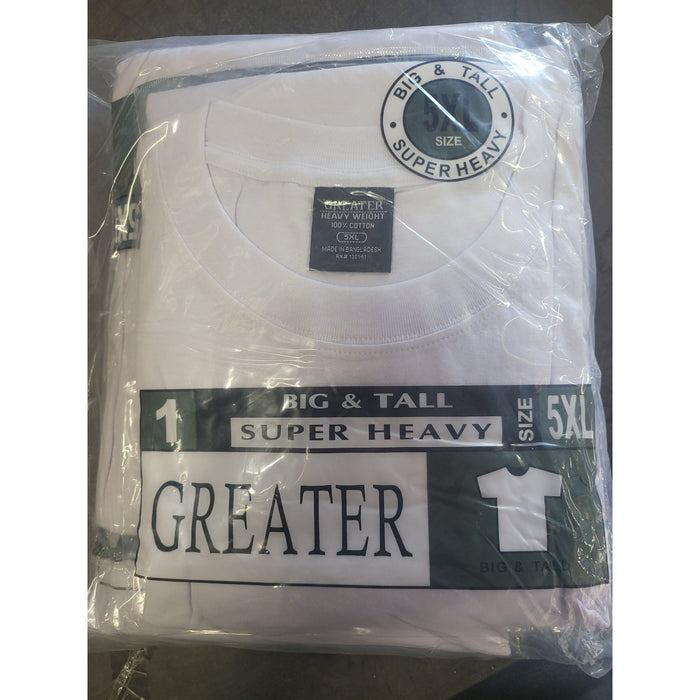 BIG & TALL
5XL
SIZE
SUPER HEAVY
GREATER
HEAVY WEIGHT
100% COTTON
5XL
MADE IN BANGLADESH
1
BIG & TALL
SUPER HEAVY
SIZE 5XL
GREATER
BIG & TALL